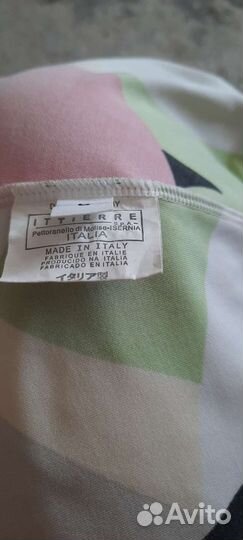 ITTIERRE
S.P.A.
Pettoranello di Molise-ISERNIA
ITALIA
MADE IN ITALY
FABRIQUE EN ITALIE
PRODUCIDO NA ITALIA
FABRICADO EN ITALIA
イタリア製
Avito